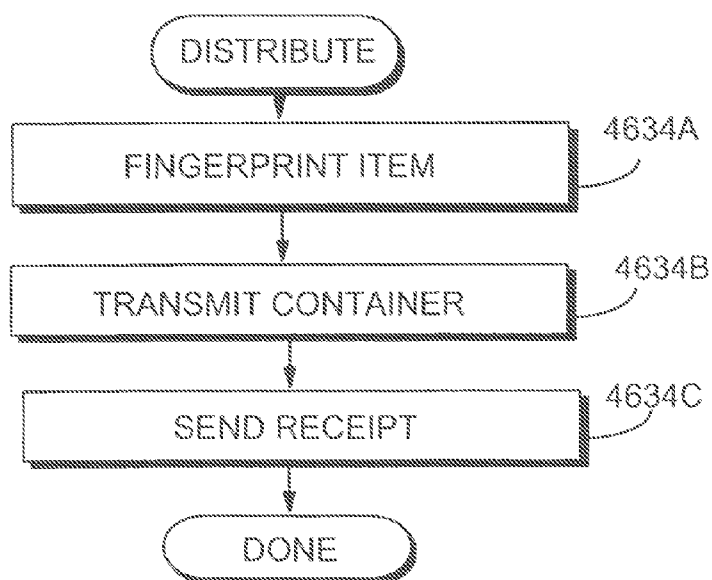 DISTRIBUTE
4634A
FINGERPRINT ITEM
4634B
TRANSMIT CONTAINER
4634C
SEND RECEIPT
DONE